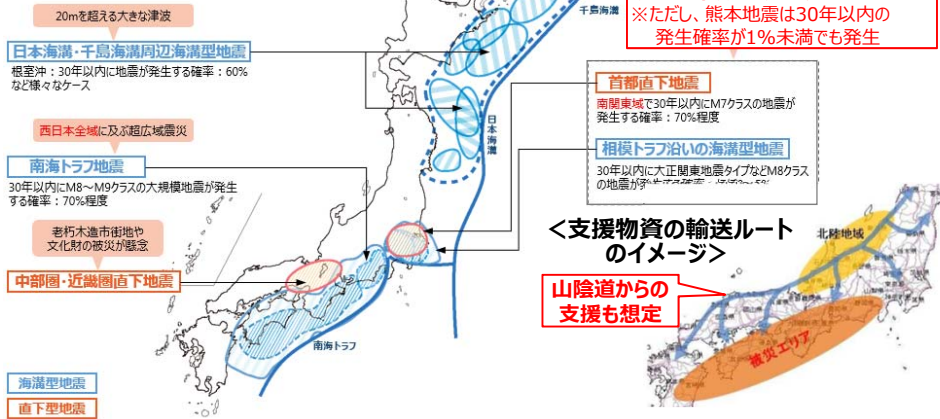 20mを超える大きな津波
日本海溝・千島海溝周辺海溝型地震
根室沖：30年以内に地震が発生する確率：60%
など様々なケース
西日本全域に及ぶ超広域震災
南海トラフ地震
30年以内にM8～M9クラスの大規模地震が発生
する確率：70%程度
老朽木造市街地や
文化財の被災が懸念
中部圏・近畿圏直下地震
海溝型地震
直下型地震
千島海溝
日本海溝
南海トラフ
※ただし、熊本地震は30年以内の
発生確率が1%未満でも発生
首都直下地震
南関東域で30年以内にM7クラスの地震が
発生する確率：70%程度
相模トラフ沿いの海溝型地震
30年以内に大正関東地震タイプなどM8クラス
の地震が
＜支援物資の輸送ルート
のイメージ＞
山陰道からの
支援も想定
北陸地域
被災エリア